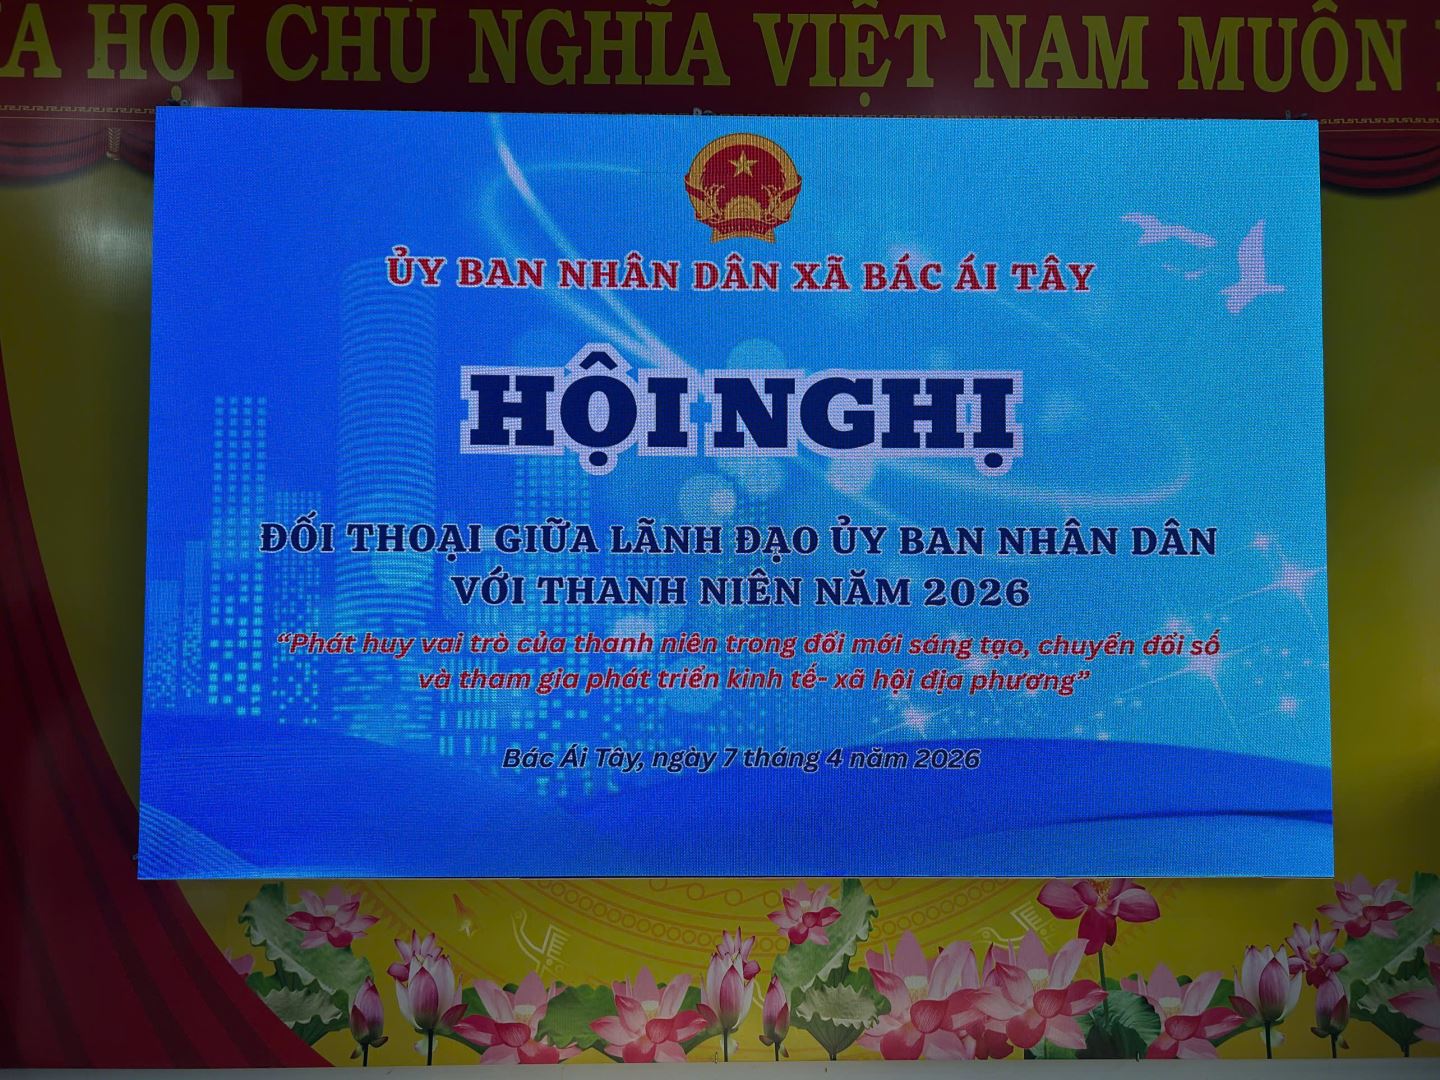 A HỘI CHỦ NGHĨA VIỆT NAM MUÔN
ỦY BAN NHÂN DÂN XÃ BÁC ÁI TÂY
HỘI NGHỊ
ĐỐI THOẠI GIỮA LÃNH ĐẠO ỦY BAN NHÂN DÂN
VỚI THANH NIÊN NĂM 2026
“Phát huy vai trò của thanh niên trong đổi mới sáng tạo, chuyển đổi số
và tham gia phát triển kinh tế- xã hội địa phương”
Bác Ái Tây, ngày 7 tháng 4 năm 2026